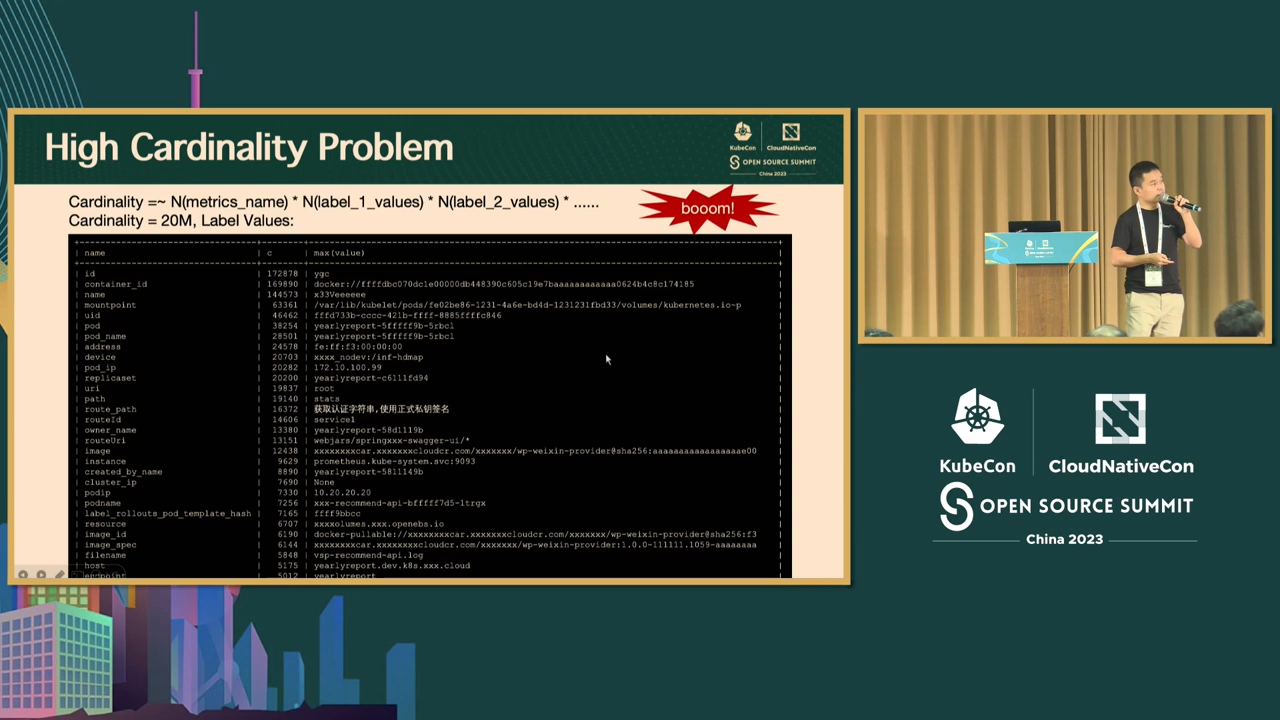 High Cardinality Problem
KubeCon
CloudNativeCon
OPEN SOURCE SUMMIT
China 2023
Cardinality =~ N(metrics_name) * N(label_1_values) * N(label_2_values) * ......
Cardinality = 20M, Label Values:
booom!
| name | c | max(value) |
| id | 172878 | ygc |
| container_id | 169890 | docker://ffffdbc070dc1e00000db448390c605c19e7baaaaaaaaaaaa0624b4c8c174185 |
| name | 144573 | x33Veeeeee |
| mountpoint | 63361 | /var/lib/kubelet/pods/fe02be86-1231-4a6e-bd4d-1231231fbd33/volumes/kubernetes.io~p |
| uid | 46462 | fffd733b-cccc-421b-ffff-8885ffffc846 |
| pod | 38254 | yearlyreport-5fffff9b-5rbcl |
| pod_name | 28501 | yearlyreport-5fffff9b-5rbcl |
| address | 24578 | fe:ff:f3:00:00:00 |
| device | 20703 | xxxx_nodev:/inf-hdmap |
| pod_ip | 20282 | 172.10.100.99 |
| replicaset | 20200 | yearlyreport-c6111fd94 |
| uri | 19837 | root |
| path | 19140 | stats |
| route_path | 16372 | 获取认证字符串,使用正式私钥签名 |
| routeId | 14606 | service1 |
| owner_name | 13380 | yearlyreport-58d1119b |
| routeUri | 13151 | webjars/springxxx-swagger-ui/* |
| image | 12438 | xxxxxxxxcar.xxxxxxxcloudcr.com/xxxxxxx/wp-weixin-provider@sha256:aaaaaaaaaaaaaaaaae00 |
| instance | 9629 | prometheus.kube-system.svc:9093 |
| created_by_name | 8890 | yearlyreport-5811149b |
| cluster_ip | 7690 | None |
| podip | 7330 | 10.20.20.20 |
| podname | 7256 | xxx-recommend-api-bfffff7d5-ltrgx |
| label_rollouts_pod_template_hash | 7165 | ffff9bbcc |
| resource | 6707 | xxxxolumes.xxx.openebs.io |
| image_id | 6190 | docker-pullable://xxxxxxxxcar.xxxxxxxcloudcr.com/xxxxxxx/wp-weixin-provider@sha256:f3 |
| image_spec | 6144 | xxxxxxxxcar.xxxxxxxcloudcr.com/xxxxxxx/wp-weixin-provider:1.0.0-111111.1059-aaaaaaaa |
| filename | 5848 | vsp-recommend-api.log |
| host | 5175 | yearlyreport.dev.k8s.xxx.cloud |
| endpoint | 5012 | yearlyreport |
KubeCon
CloudNativeCon
OPEN SOURCE SUMMIT
China 2023